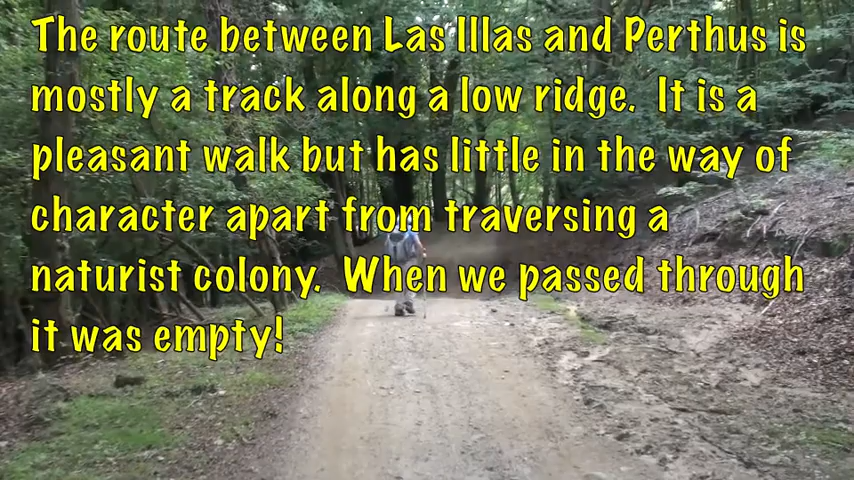 The route between Las Illas and Perthus is
mostly a track along a low ridge.  It is a
pleasant walk but has little in the way of
character apart from traversing a
naturist colony.  When we passed through
it was empty!